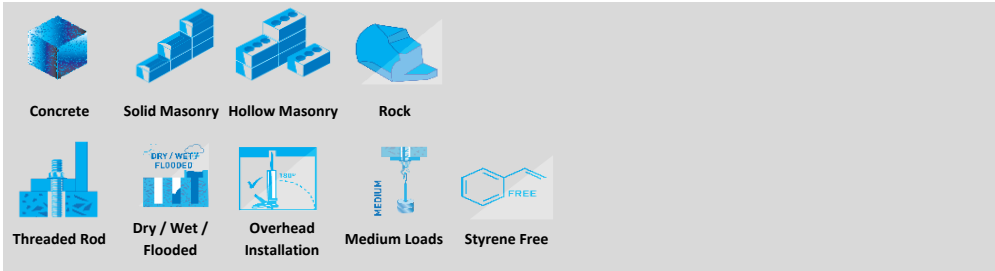 Concrete Solid Masonry Hollow Masonry Rock
DRY / WET /
FLOODED
180°
MEDIUM
FREE
Threaded Rod Dry / Wet / Flooded Overhead Installation Medium Loads Styrene Free